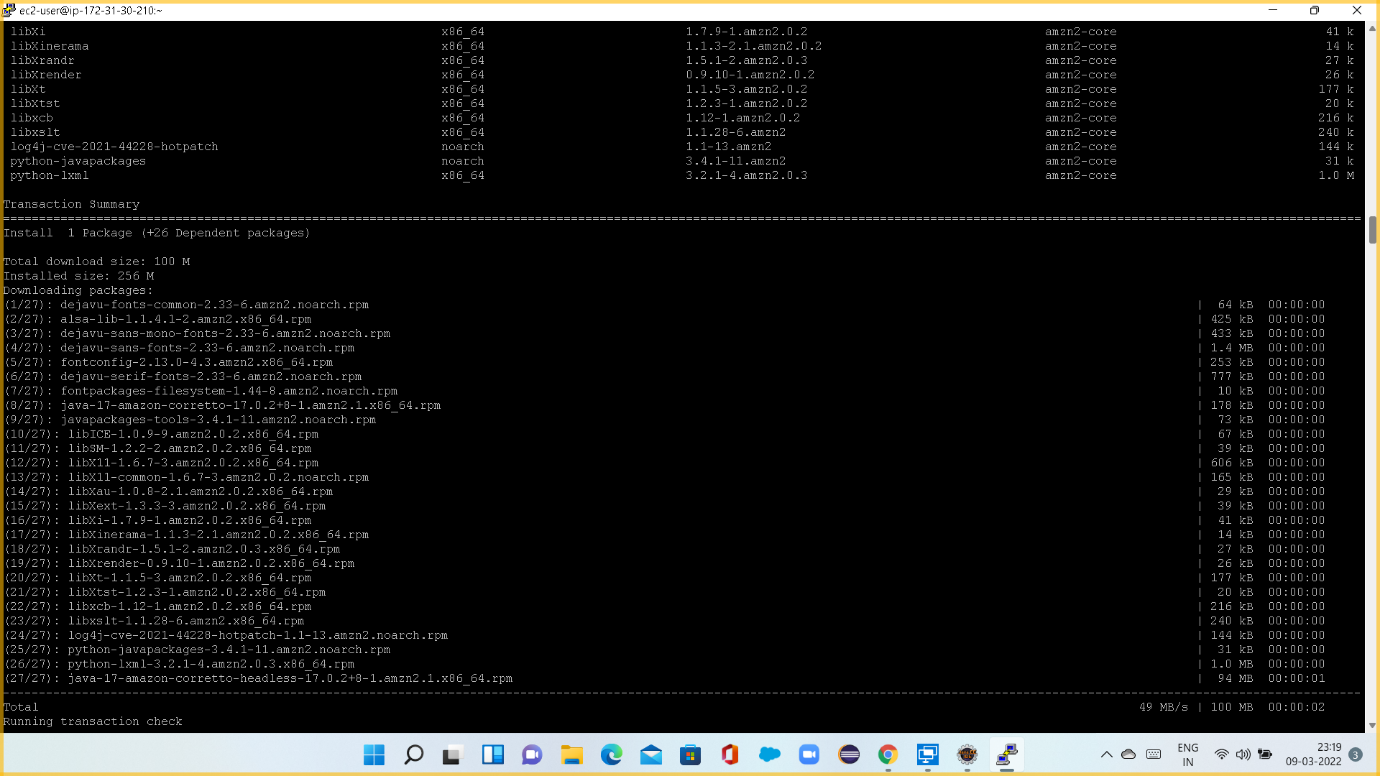 ec2-user@ip-172-31-30-210:~
libXi x86_64 1.7.9-1.amzn2.0.2 amzn2-core 41 k
libXinerama x86_64 1.1.3-2.1.amzn2.0.2 amzn2-core 14 k
libXrandr x86_64 1.5.1-2.amzn2.0.3 amzn2-core 27 k
libXrender x86_64 0.9.10-1.amzn2.0.2 amzn2-core 26 k
libXt x86_64 1.1.5-3.amzn2.0.2 amzn2-core 177 k
libXtst x86_64 1.2.3-1.amzn2.0.2 amzn2-core 20 k
libxcb x86_64 1.12-1.amzn2.0.2 amzn2-core 216 k
libxslt x86_64 1.1.28-6.amzn2 amzn2-core 240 k
log4j-cve-2021-44228-hotpatch noarch 1.1-13.amzn2 amzn2-core 144 k
python-javapackages noarch 3.4.1-11.amzn2 amzn2-core 31 k
python-lxml x86_64 3.2.1-4.amzn2.0.3 amzn2-core 1.0 M
Transaction Summary
Install 1 Package (+26 Dependent packages)
Total download size: 100 M
Installed size: 256 M
Downloading packages:
(1/27): dejavu-fonts-common-2.33-6.amzn2.noarch.rpm | 64 kB 00:00:00
(2/27): alsa-lib-1.1.4.1-2.amzn2.x86_64.rpm | 425 kB 00:00:00
(3/27): dejavu-sans-mono-fonts-2.33-6.amzn2.noarch.rpm | 433 kB 00:00:00
(4/27): dejavu-sans-fonts-2.33-6.amzn2.noarch.rpm | 1.4 MB 00:00:00
(5/27): fontconfig-2.13.0-4.3.amzn2.x86_64.rpm | 253 kB 00:00:00
(6/27): dejavu-serif-fonts-2.33-6.amzn2.noarch.rpm | 777 kB 00:00:00
(7/27): fontpackages-filesystem-1.44-8.amzn2.noarch.rpm | 10 kB 00:00:00
(8/27): java-17-amazon-corretto-17.0.2+8-1.amzn2.1.x86_64.rpm | 178 kB 00:00:00
(9/27): javapackages-tools-3.4.1-11.amzn2.noarch.rpm | 73 kB 00:00:00
(10/27): libICE-1.0.9-9.amzn2.0.2.x86_64.rpm | 67 kB 00:00:00
(11/27): libSM-1.2.2-2.amzn2.0.2.x86_64.rpm | 39 kB 00:00:00
(12/27): libX11-1.6.7-3.amzn2.0.2.x86_64.rpm | 606 kB 00:00:00
(13/27): libX11-common-1.6.7-3.amzn2.0.2.noarch.rpm | 165 kB 00:00:00
(14/27): libXau-1.0.8-2.1.amzn2.0.2.x86_64.rpm | 29 kB 00:00:00
(15/27): libXext-1.3.3-3.amzn2.0.2.x86_64.rpm | 39 kB 00:00:00
(16/27): libXi-1.7.9-1.amzn2.0.2.x86_64.rpm | 41 kB 00:00:00
(17/27): libXinerama-1.1.3-2.1.amzn2.0.2.x86_64.rpm | 14 kB 00:00:00
(18/27): libXrandr-1.5.1-2.amzn2.0.3.x86_64.rpm | 27 kB 00:00:00
(19/27): libXrender-0.9.10-1.amzn2.0.2.x86_64.rpm | 26 kB 00:00:00
(20/27): libXt-1.1.5-3.amzn2.0.2.x86_64.rpm | 177 kB 00:00:00
(21/27): libXtst-1.2.3-1.amzn2.0.2.x86_64.rpm | 20 kB 00:00:00
(22/27): libxcb-1.12-1.amzn2.0.2.x86_64.rpm | 216 kB 00:00:00
(23/27): libxslt-1.1.28-6.amzn2.x86_64.rpm | 240 kB 00:00:00
(24/27): log4j-cve-2021-44228-hotpatch-1.1-13.amzn2.noarch.rpm | 144 kB 00:00:00
(25/27): python-javapackages-3.4.1-11.amzn2.noarch.rpm | 31 kB 00:00:00
(26/27): python-lxml-3.2.1-4.amzn2.0.3.x86_64.rpm | 1.0 MB 00:00:00
(27/27): java-17-amazon-corretto-headless-17.0.2+8-1.amzn2.1.x86_64.rpm | 94 MB 00:00:01
Total 49 MB/s | 100 MB 00:00:02
Running transaction check
ENG 23:19
IN 09-03-2022 3